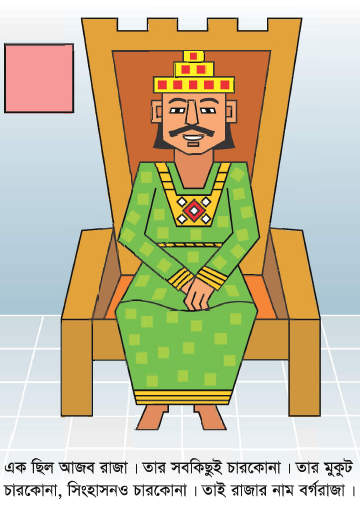 এক ছিল আজব রাজা। তার সবকিছুই চারকোনা। তার মুকুট
চারকোনা, সিংহাসনও চারকোনা। তাই রাজার নাম বর্গরাজা।